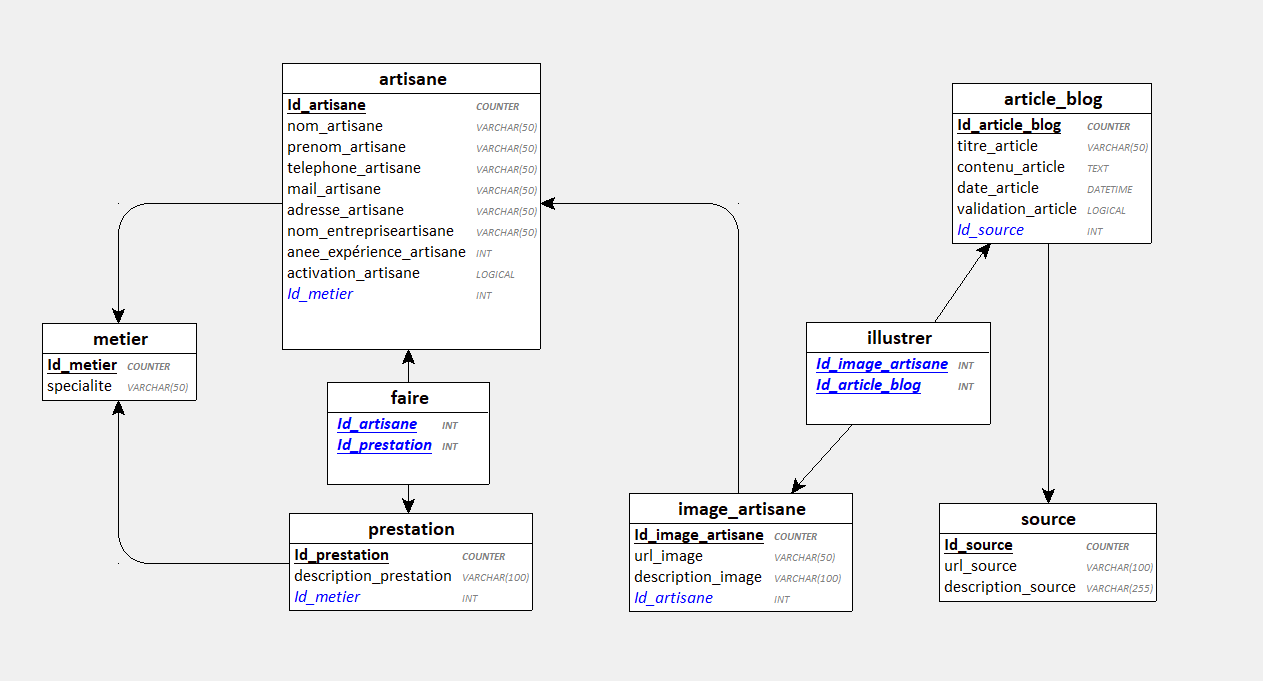 artisane
Id_artisane COUNTER
nom_artisane VARCHAR(50)
prenom_artisane VARCHAR(50)
telephone_artisane VARCHAR(50)
mail_artisane VARCHAR(50)
adresse_artisane VARCHAR(50)
nom_entrepriseartisane VARCHAR(50)
anee_expérience_artisane INT
activation_artisane LOGICAL
Id_metier INT
article_blog
Id_article_blog COUNTER
titre_article VARCHAR(50)
contenu_article TEXT
date_article DATETIME
validation_article LOGICAL
Id_source INT
metier
Id_metier COUNTER
specialite VARCHAR(50)
faire
Id_artisane INT
Id_prestation INT
illustrer
Id_image_artisane INT
Id_article_blog INT
prestation
Id_prestation COUNTER
description_prestation VARCHAR(100)
Id_metier INT
image_artisane
Id_image_artisane COUNTER
url_image VARCHAR(50)
description_image VARCHAR(100)
Id_artisane INT
source
Id_source COUNTER
url_source VARCHAR(100)
description_source VARCHAR(255)